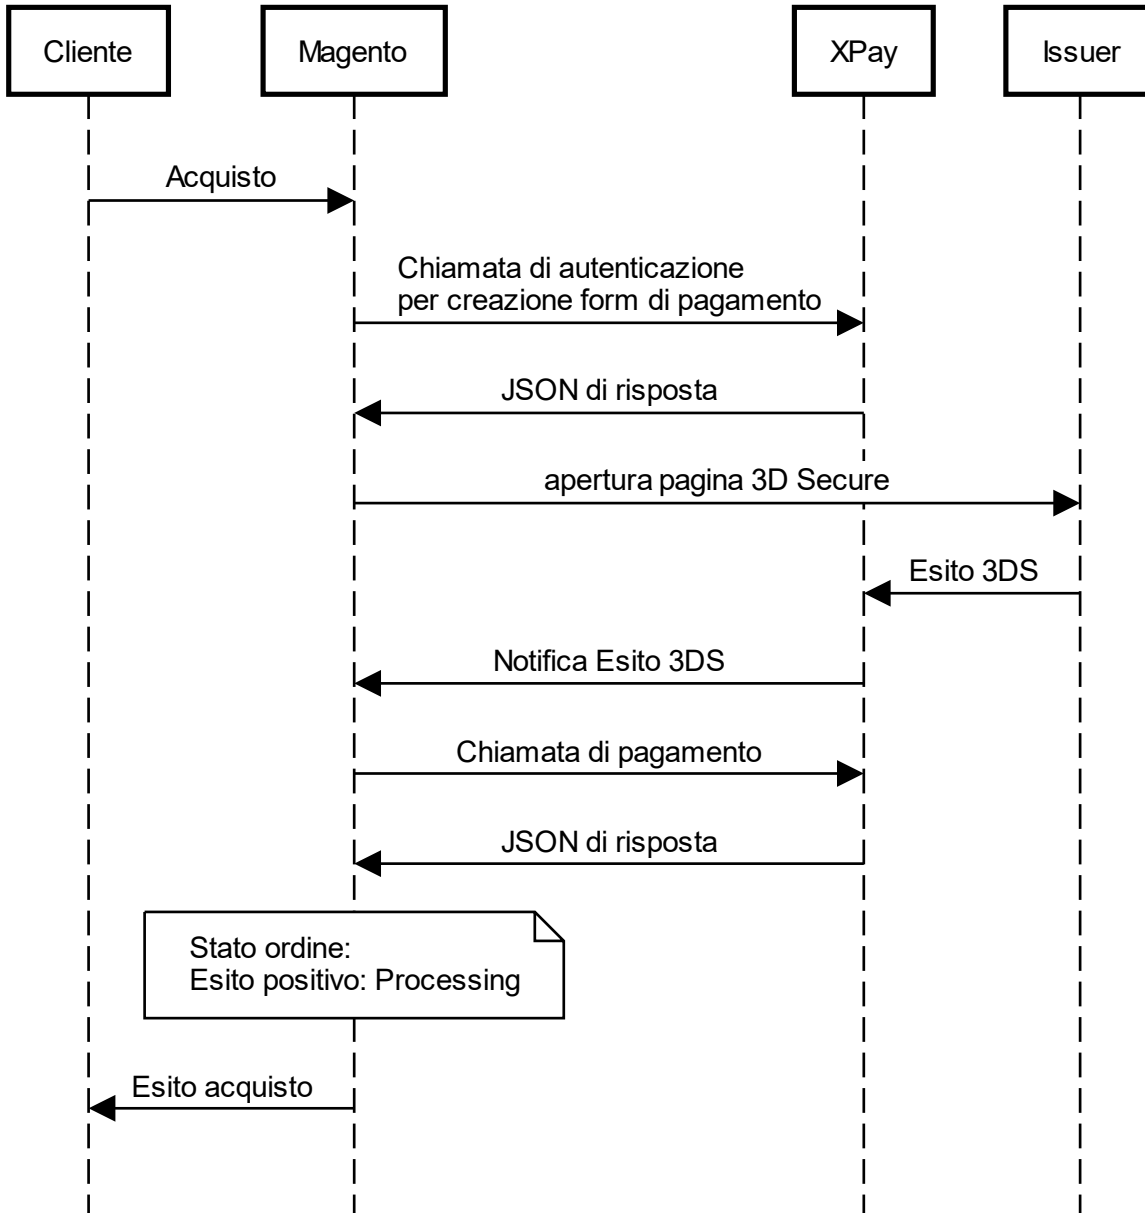 Cliente
Magento
XPay
Issuer
Acquisto
Chiamata di autenticazione
per creazione form di pagamento
JSON di risposta
apertura pagina 3D Secure
Esito 3DS
Notifica Esito 3DS
Chiamata di pagamento
JSON di risposta
Stato ordine:
Esito positivo: Processing
Esito acquisto